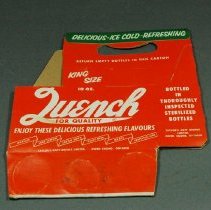 DELICIOUS-ICE COLD-REFRESHING
RETURN EMPTY BOTTLES IN THIS CARTON
KING
SIZE
10 OZ.
Quench
FOR QUALITY
ENJOY THESE DELICIOUS REFRESHING FLAVOURS
BOTTLED
IN
THOROUGHLY
INSPECTED
STERILIZED
BOTTLES